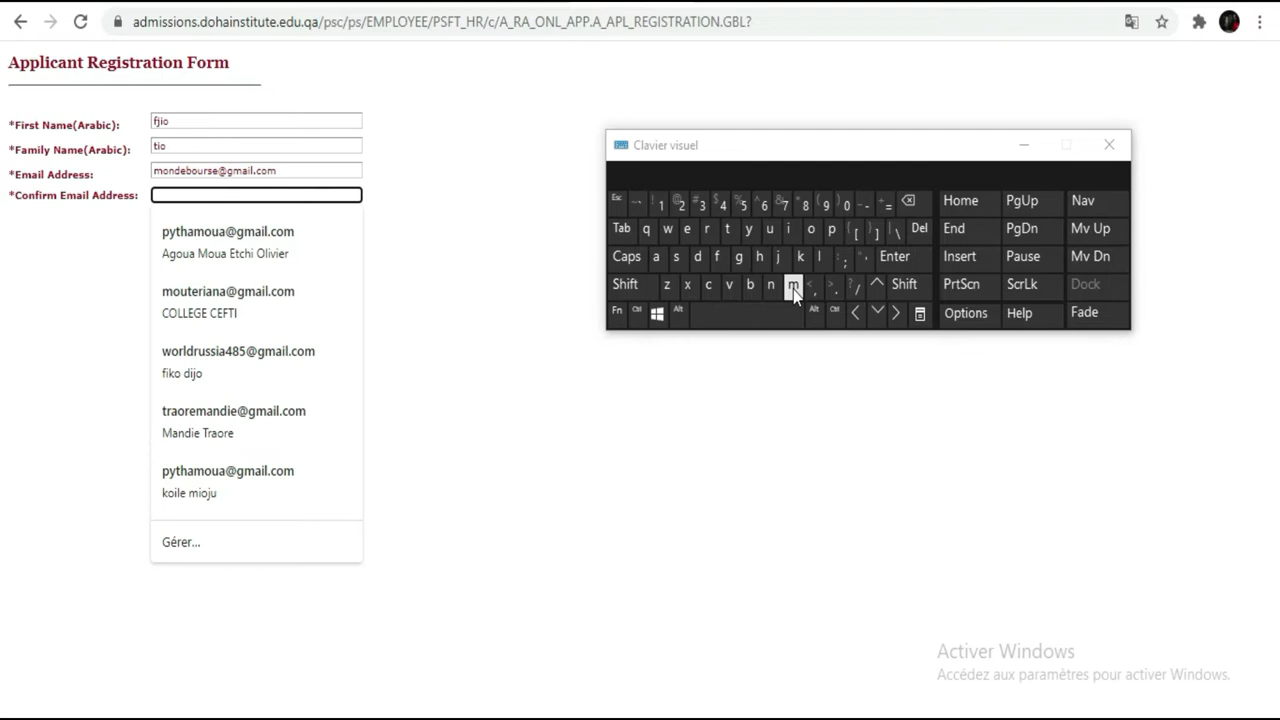 admissions.dohainstitute.edu.qa/psc/ps/EMPLOYEE/PSFT_HR/c/A_RA_ONL_APP.A_APL_REGISTRATION.GBL?
Applicant Registration Form
*First Name(Arabic): fjio
*Family Name(Arabic): tio
*Email Address: mondebourse@gmail.com
*Confirm Email Address:
pythamoua@gmail.com
Agoua Moua Etchi Olivier
mouteriana@gmail.com
COLLEGE CEFTI
worldrussia485@gmail.com
fiko dijo
traoremandie@gmail.com
Mandie Traore
pythamoua@gmail.com
koile mioju
Gérer...
Clavier visuel
Esc ~ ` ! 1 @ 2 # 3 $ 4 % 5 ^ 6 & 7 * 8 ( 9 ) 0 _ - + = Home PgUp Nav
Tab q w e r t y u i o p { [ } ] | \ Del End PgDn Mv Up
Caps a s d f g h j k l : ; " ' Enter Insert Pause Mv Dn
Shift z x c v b n m < , > . ? / Shift PrtScn ScrLk Dock
Fn Ctrl Alt Alt Ctrl Options Help Fade
Activer Windows
Accédez aux paramètres pour activer Windows.